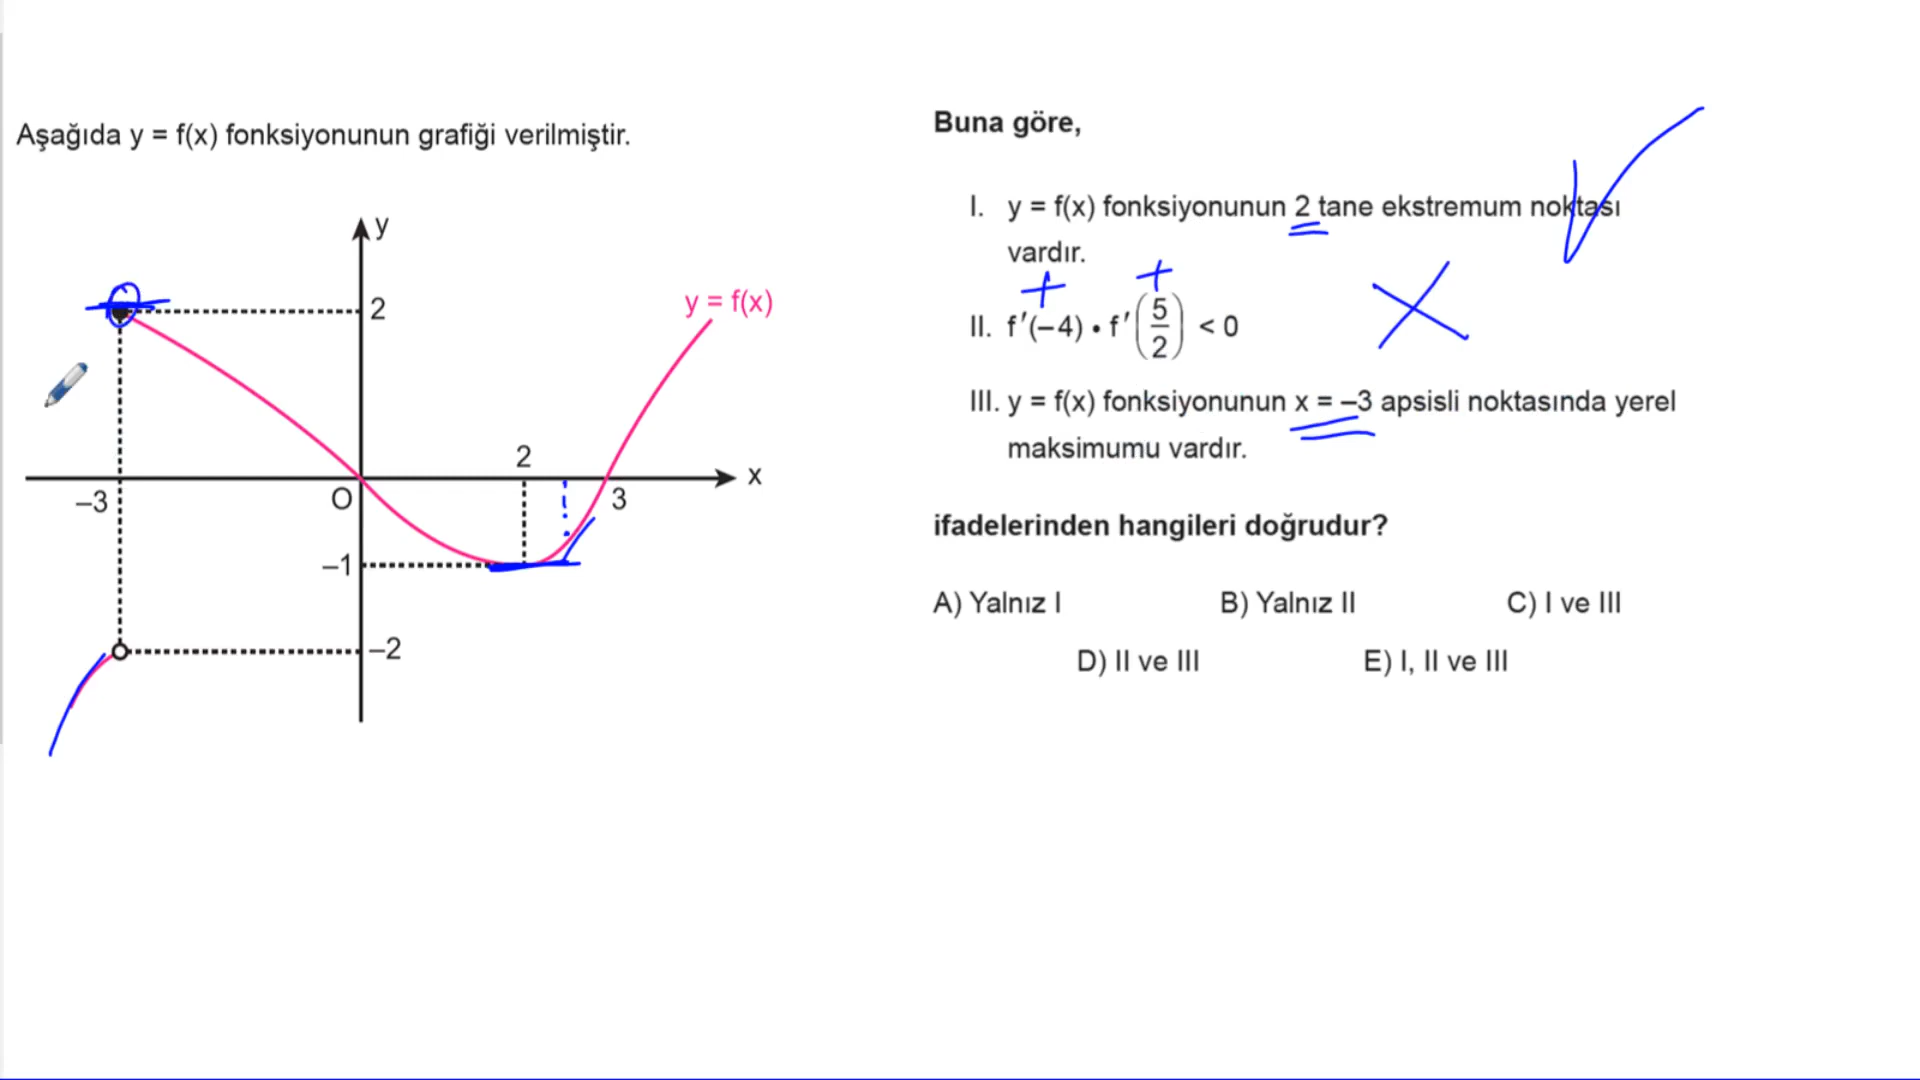 Aşağıda y = f(x) fonksiyonunun grafiği verilmiştir.
y
2
y = f(x)
2
x
–3
O
3
–1
–2
Buna göre,
I. y = f(x) fonksiyonunun 2 tane ekstremum noktası
vardır.
+ +
II. f′(–4) • f′(5/2) < 0
III. y = f(x) fonksiyonunun x = –3 apsisli noktasında yerel
maksimumu vardır.
ifadelerinden hangileri doğrudur?
A) Yalnız I B) Yalnız II C) I ve III
D) II ve III E) I, II ve III